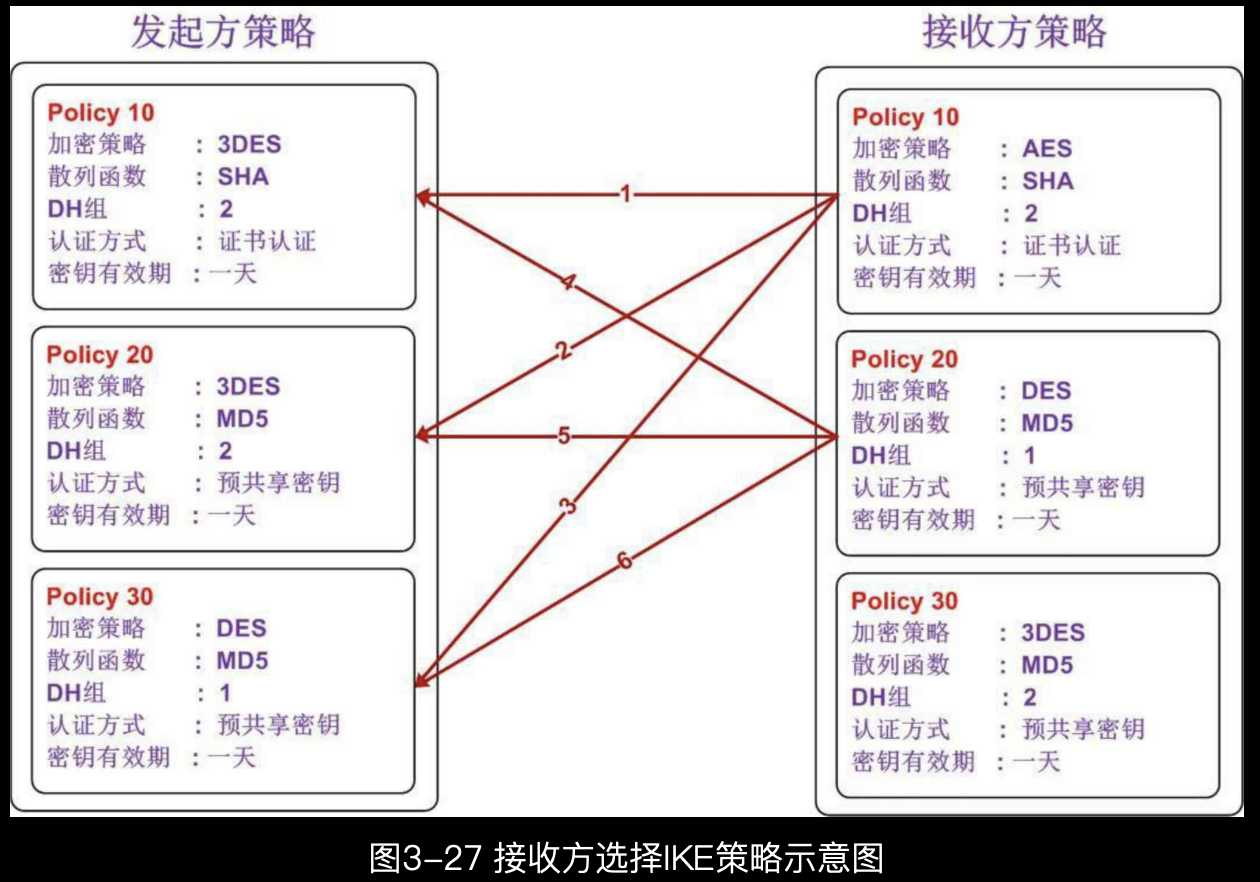 发起方策略
Policy 10
加密策略 : 3DES
散列函数 : SHA
DH组 : 2
认证方式 : 证书认证
密钥有效期 : 一天
Policy 20
加密策略 : 3DES
散列函数 : MD5
DH组 : 2
认证方式 : 预共享密钥
密钥有效期 : 一天
Policy 30
加密策略 : DES
散列函数 : MD5
DH组 : 1
认证方式 : 预共享密钥
密钥有效期 : 一天
1
4
2
5
3
6
接收方策略
Policy 10
加密策略 : AES
散列函数 : SHA
DH组 : 2
认证方式 : 证书认证
密钥有效期 : 一天
Policy 20
加密策略 : DES
散列函数 : MD5
DH组 : 1
认证方式 : 预共享密钥
密钥有效期 : 一天
Policy 30
加密策略 : 3DES
散列函数 : MD5
DH组 : 2
认证方式 : 预共享密钥
密钥有效期 : 一天
图3-27 接收方选择IKE策略示意图